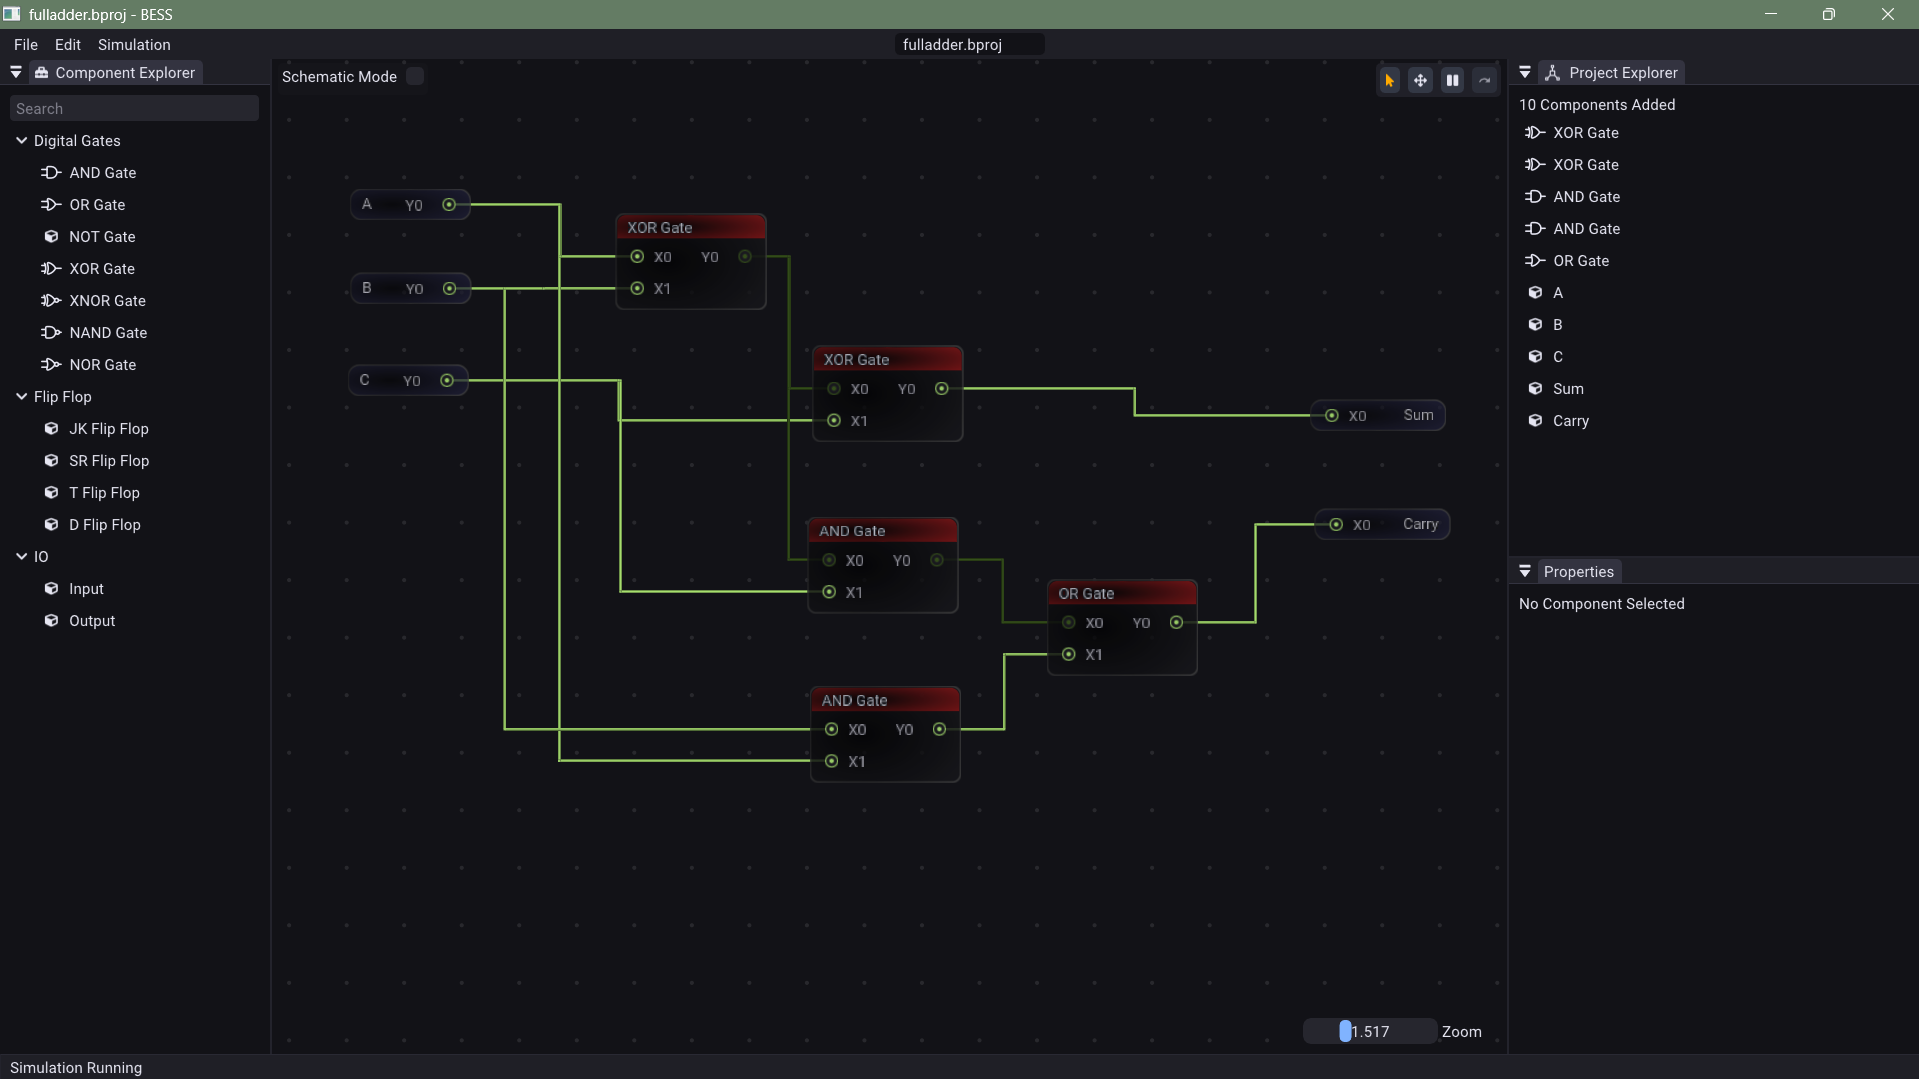 fulladder.bproj - BESS
File Edit Simulation
fulladder.bproj
Component Explorer
Search
Digital Gates
AND Gate
OR Gate
NOT Gate
XOR Gate
XNOR Gate
NAND Gate
NOR Gate
Flip Flop
JK Flip Flop
SR Flip Flop
T Flip Flop
D Flip Flop
IO
Input
Output
Schematic Mode
A Y0
B Y0
C Y0
XOR Gate
X0 Y0
X1
XOR Gate
X0 Y0
X1
AND Gate
X0 Y0
X1
AND Gate
X0 Y0
X1
OR Gate
X0 Y0
X1
X0 Sum
X0 Carry
1.517 Zoom
Project Explorer
10 Components Added
XOR Gate
XOR Gate
AND Gate
AND Gate
OR Gate
A
B
C
Sum
Carry
Properties
No Component Selected
Simulation Running